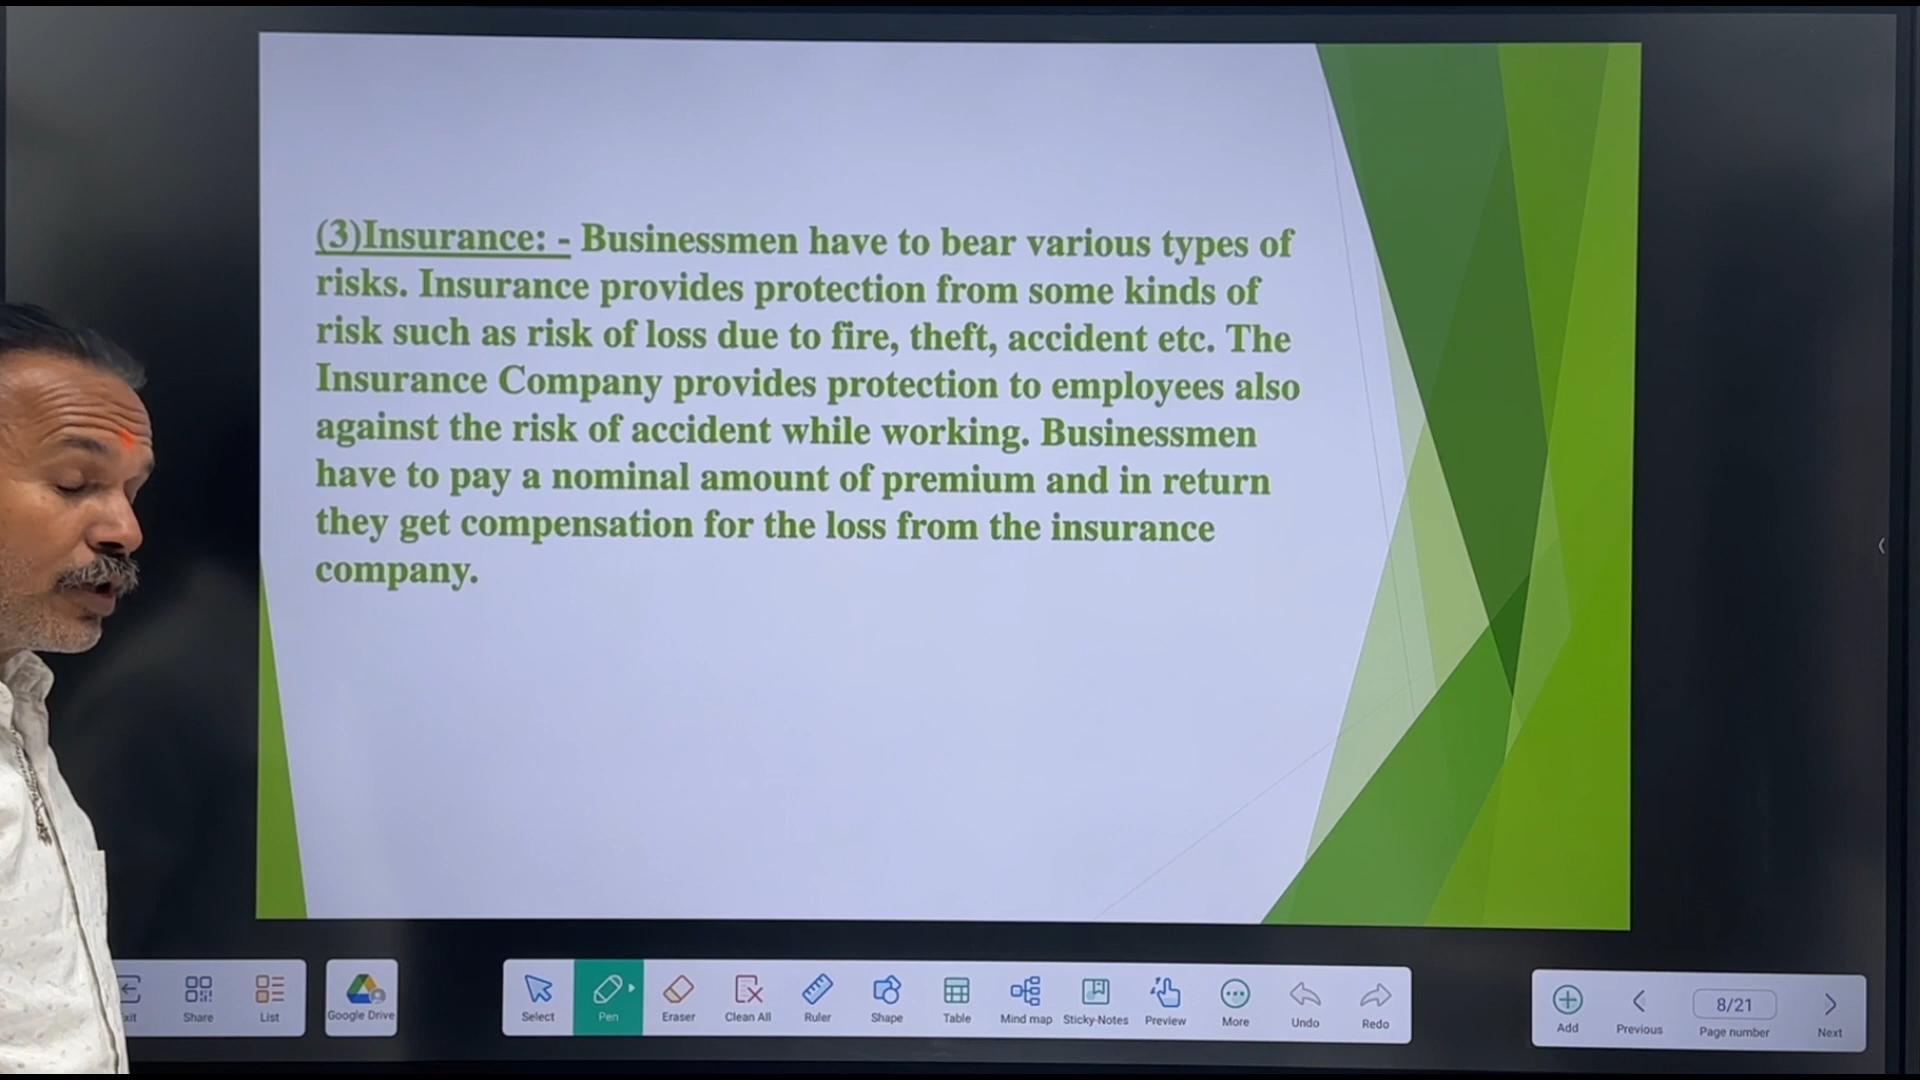 (3)Insurance: - Businessmen have to bear various types of
risks. Insurance provides protection from some kinds of
risk such as risk of loss due to fire, theft, accident etc. The
Insurance Company provides protection to employees also
against the risk of accident while working. Businessmen
have to pay a nominal amount of premium and in return
they get compensation for the loss from the insurance
company.
Share List Google Drive Select Pen Eraser Clean All Ruler Shape Table Mind map Sticky-Notes Preview More Undo Redo Add Previous 8/21 Next
Page number